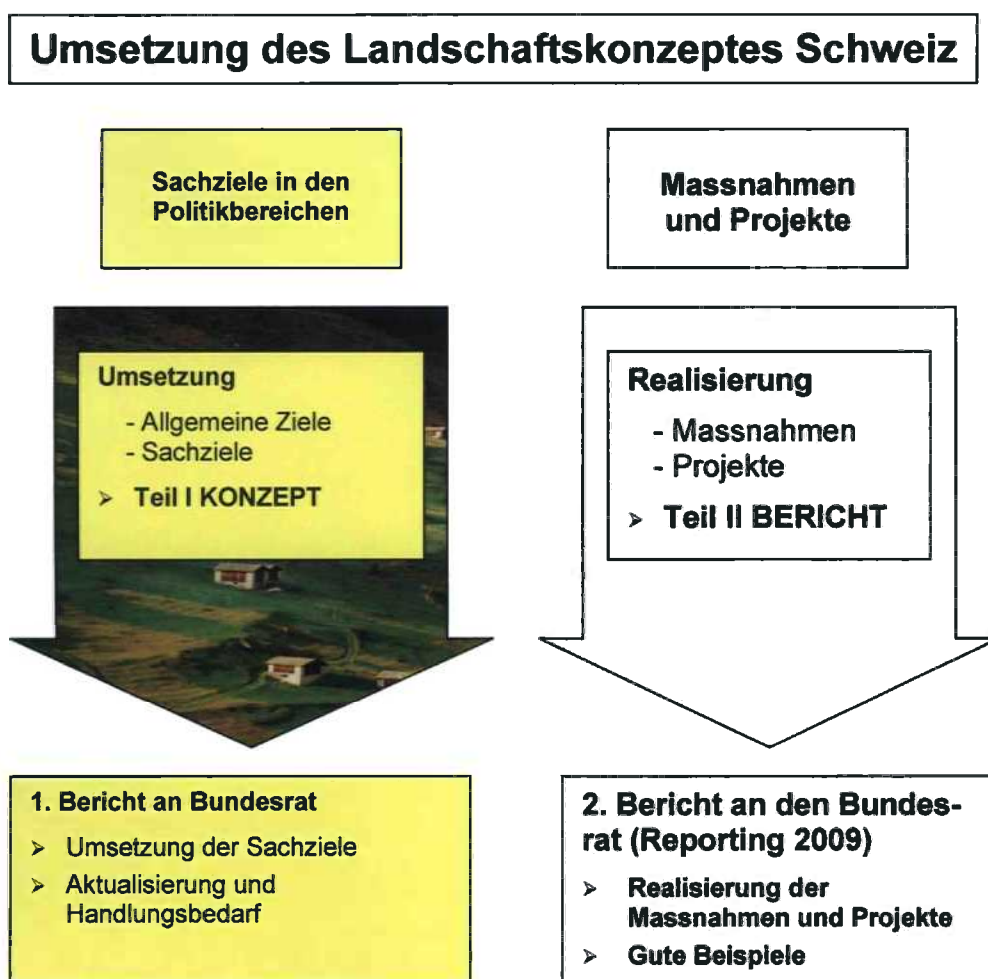 Umsetzung des Landschaftskonzeptes Schweiz
Sachziele in den
Politikbereichen
Massnahmen
und Projekte
Umsetzung
- Allgemeine Ziele
- Sachziele
➢ Teil I KONZEPT
Realisierung
- Massnahmen
- Projekte
➢ Teil II BERICHT
1. Bericht an Bundesrat
➢ Umsetzung der Sachziele
➢ Aktualisierung und
Handlungsbedarf
2. Bericht an den Bundes-
rat (Reporting 2009)
➢ Realisierung der
Massnahmen und Projekte
➢ Gute Beispiele